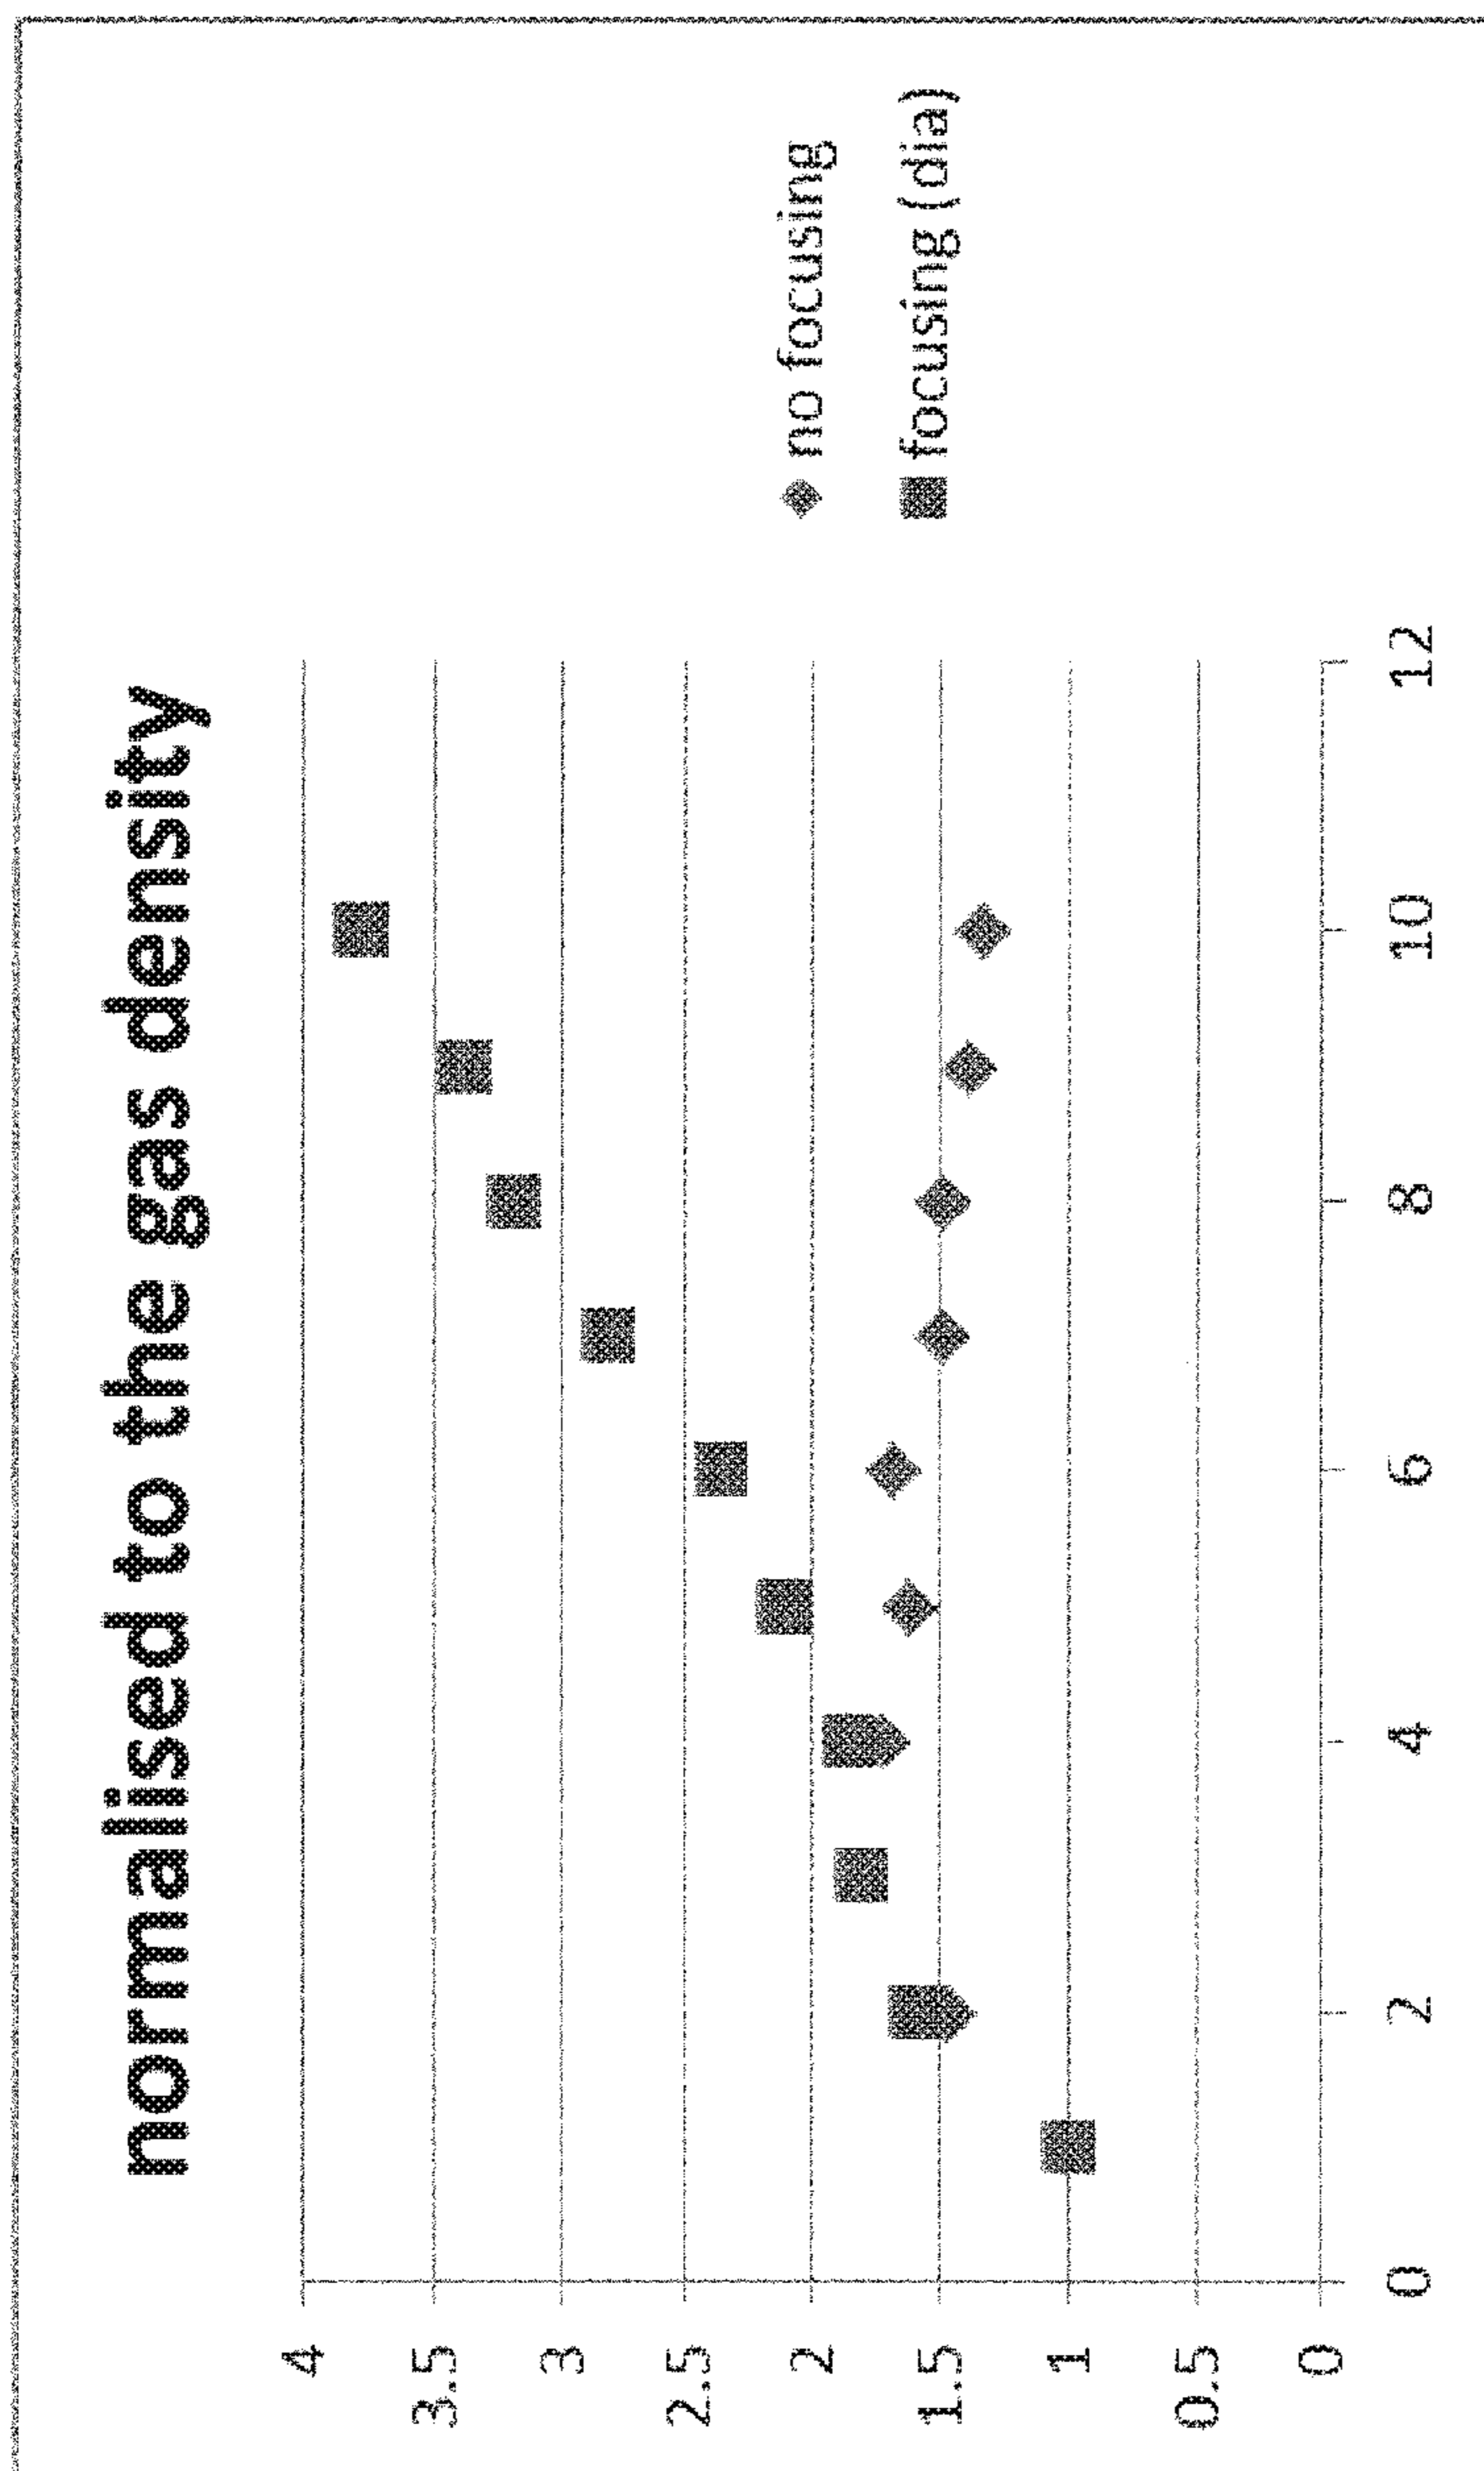 normalised to the gas density
4
3.5
3
2.5
2
1.5
1
0.5
0
0 2 4 6 8 10 12
no focusing
focusing (dia)